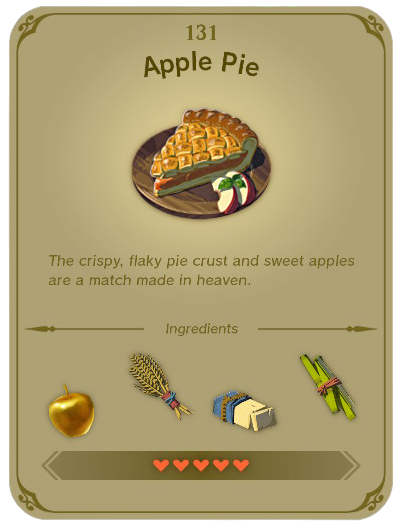 131
Apple Pie
The crispy, flaky pie crust and sweet apples
are a match made in heaven.
Ingredients